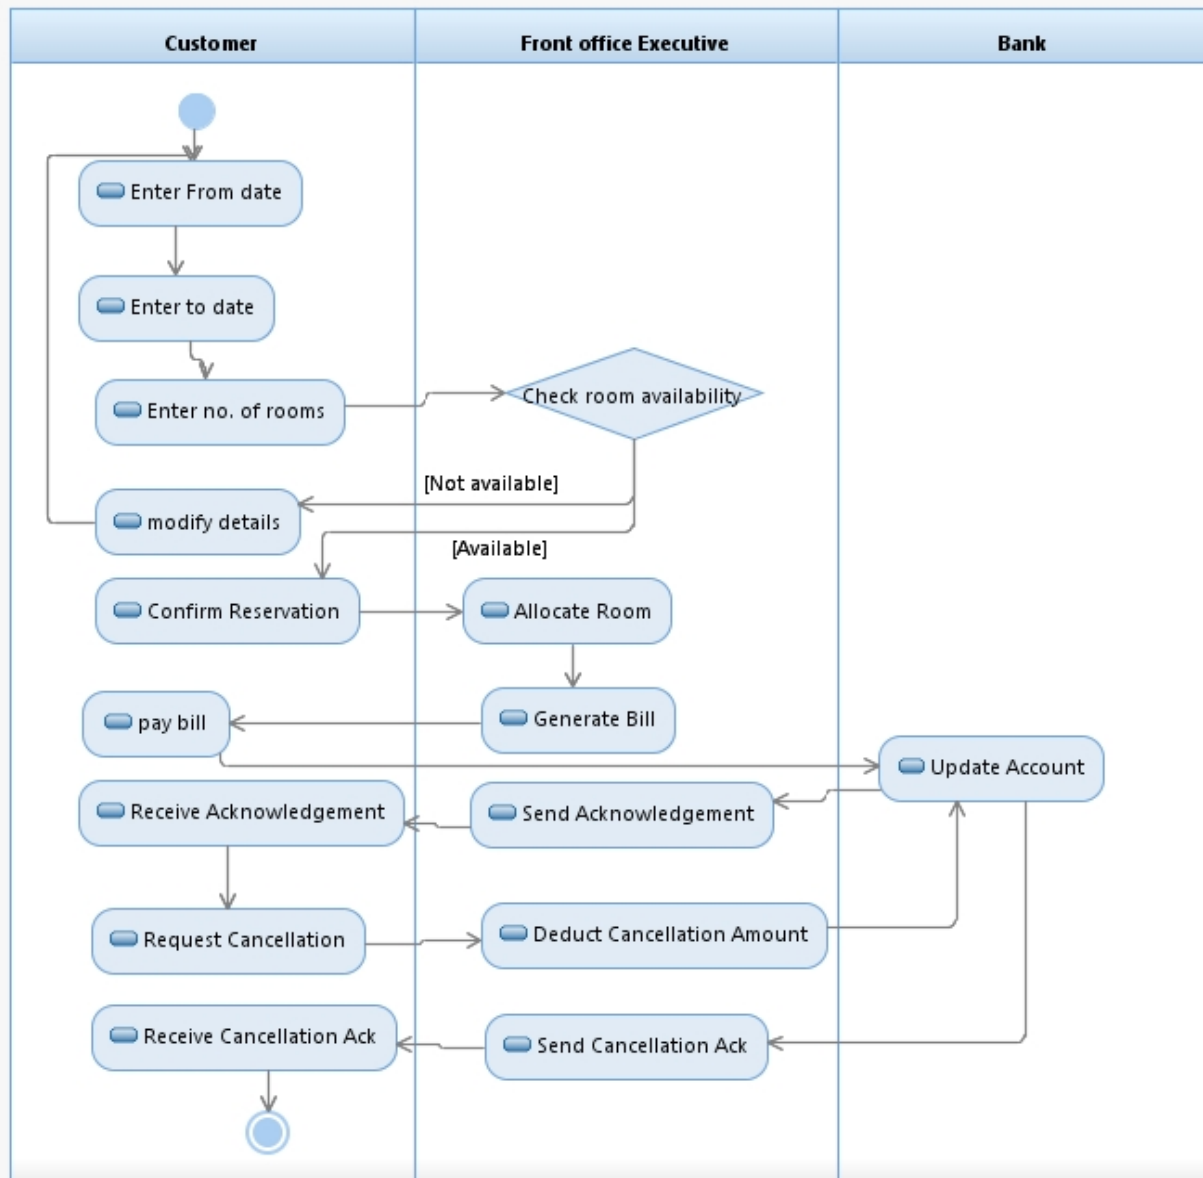 Customer
Front office Executive
Bank
Enter From date
Enter to date
Enter no. of rooms
Check room availability
[Not available]
modify details
[Available]
Confirm Reservation
Allocate Room
pay bill
Generate Bill
Update Account
Receive Acknowledgement
Send Acknowledgement
Request Cancellation
Deduct Cancellation Amount
Receive Cancellation Ack
Send Cancellation Ack